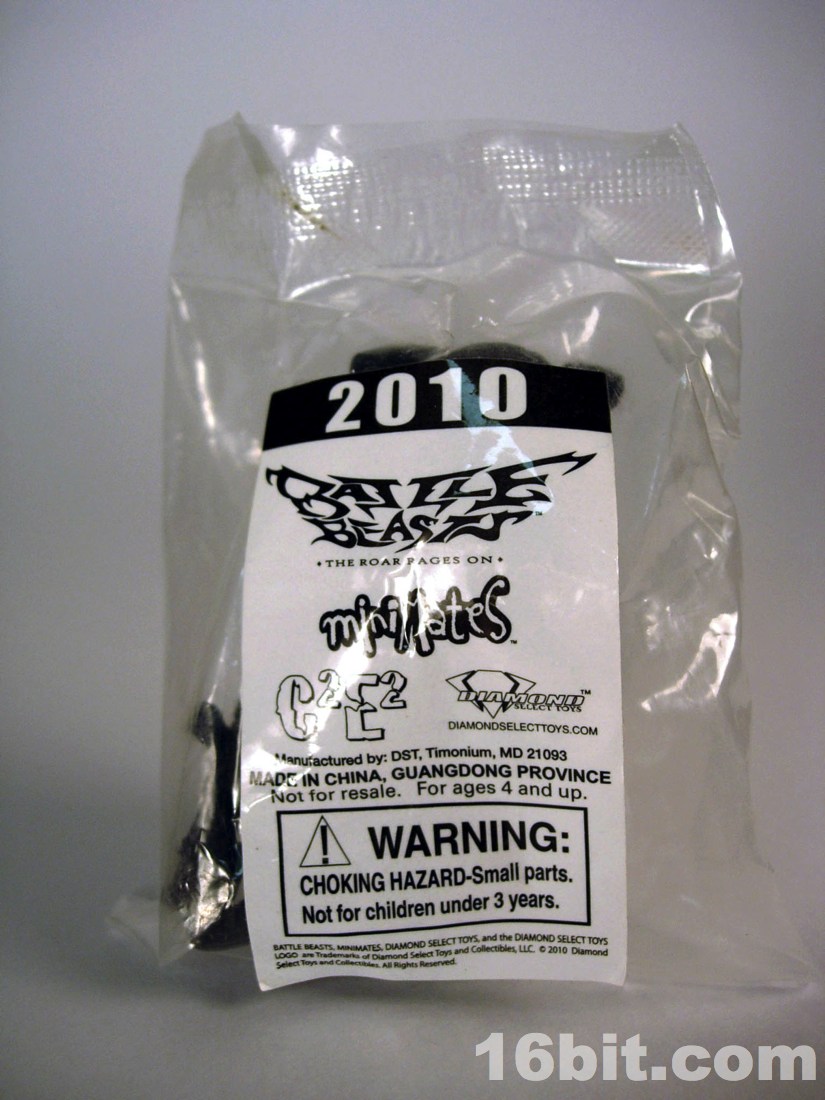 2010
BATTLE
BEASTS
• THE ROAR RAGES ON •
miniMates™
C2E2
DIAMOND™
SELECT TOYS
DIAMONDSELECTTOYS.COM
Manufactured by: DST, Timonium, MD 21093
MADE IN CHINA, GUANGDONG PROVINCE
Not for resale. For ages 4 and up.
WARNING:
CHOKING HAZARD-Small parts.
Not for children under 3 years.
BATTLE BEASTS, MINIMATES, DIAMOND SELECT TOYS, and the DIAMOND SELECT TOYS
LOGO are Trademarks of Diamond Select Toys and Collectibles, LLC. © 2010 Diamond
Select Toys and Collectibles. All Rights Reserved.
16bit.com